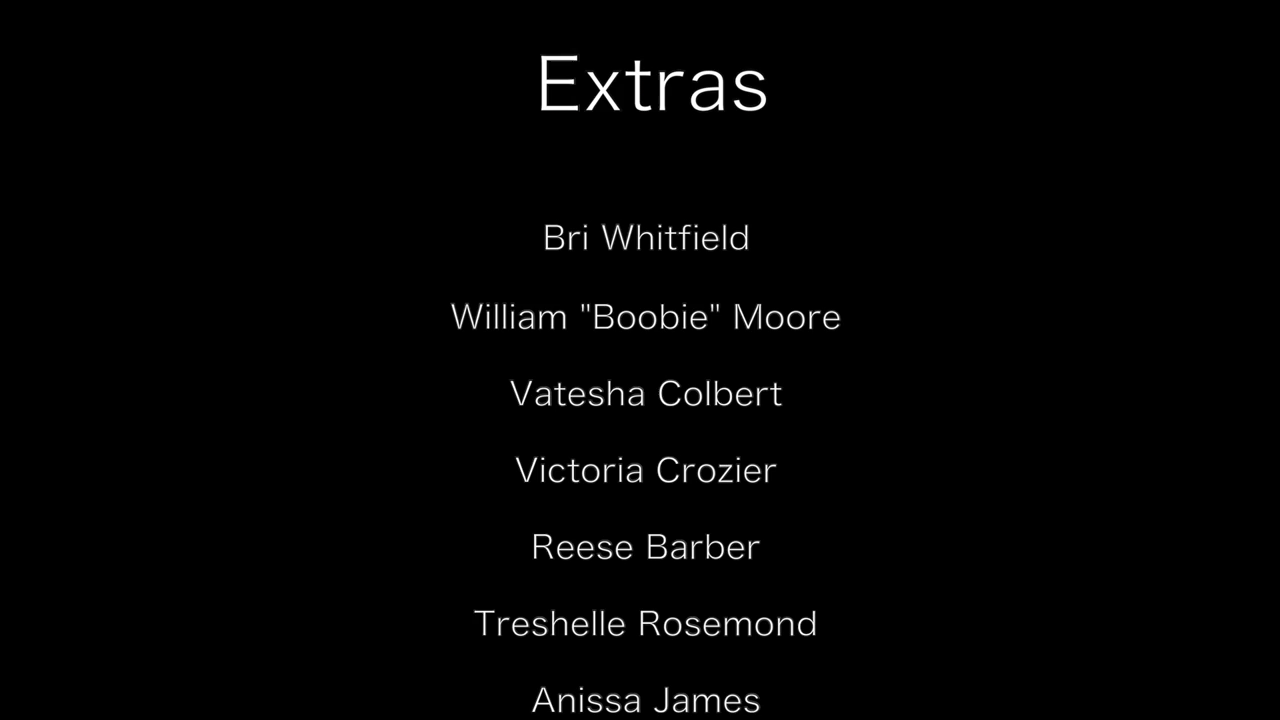 Extras
Bri Whitfield
William "Boobie" Moore
Vatesha Colbert
Victoria Crozier
Reese Barber
Treshelle Rosemond
Anissa James